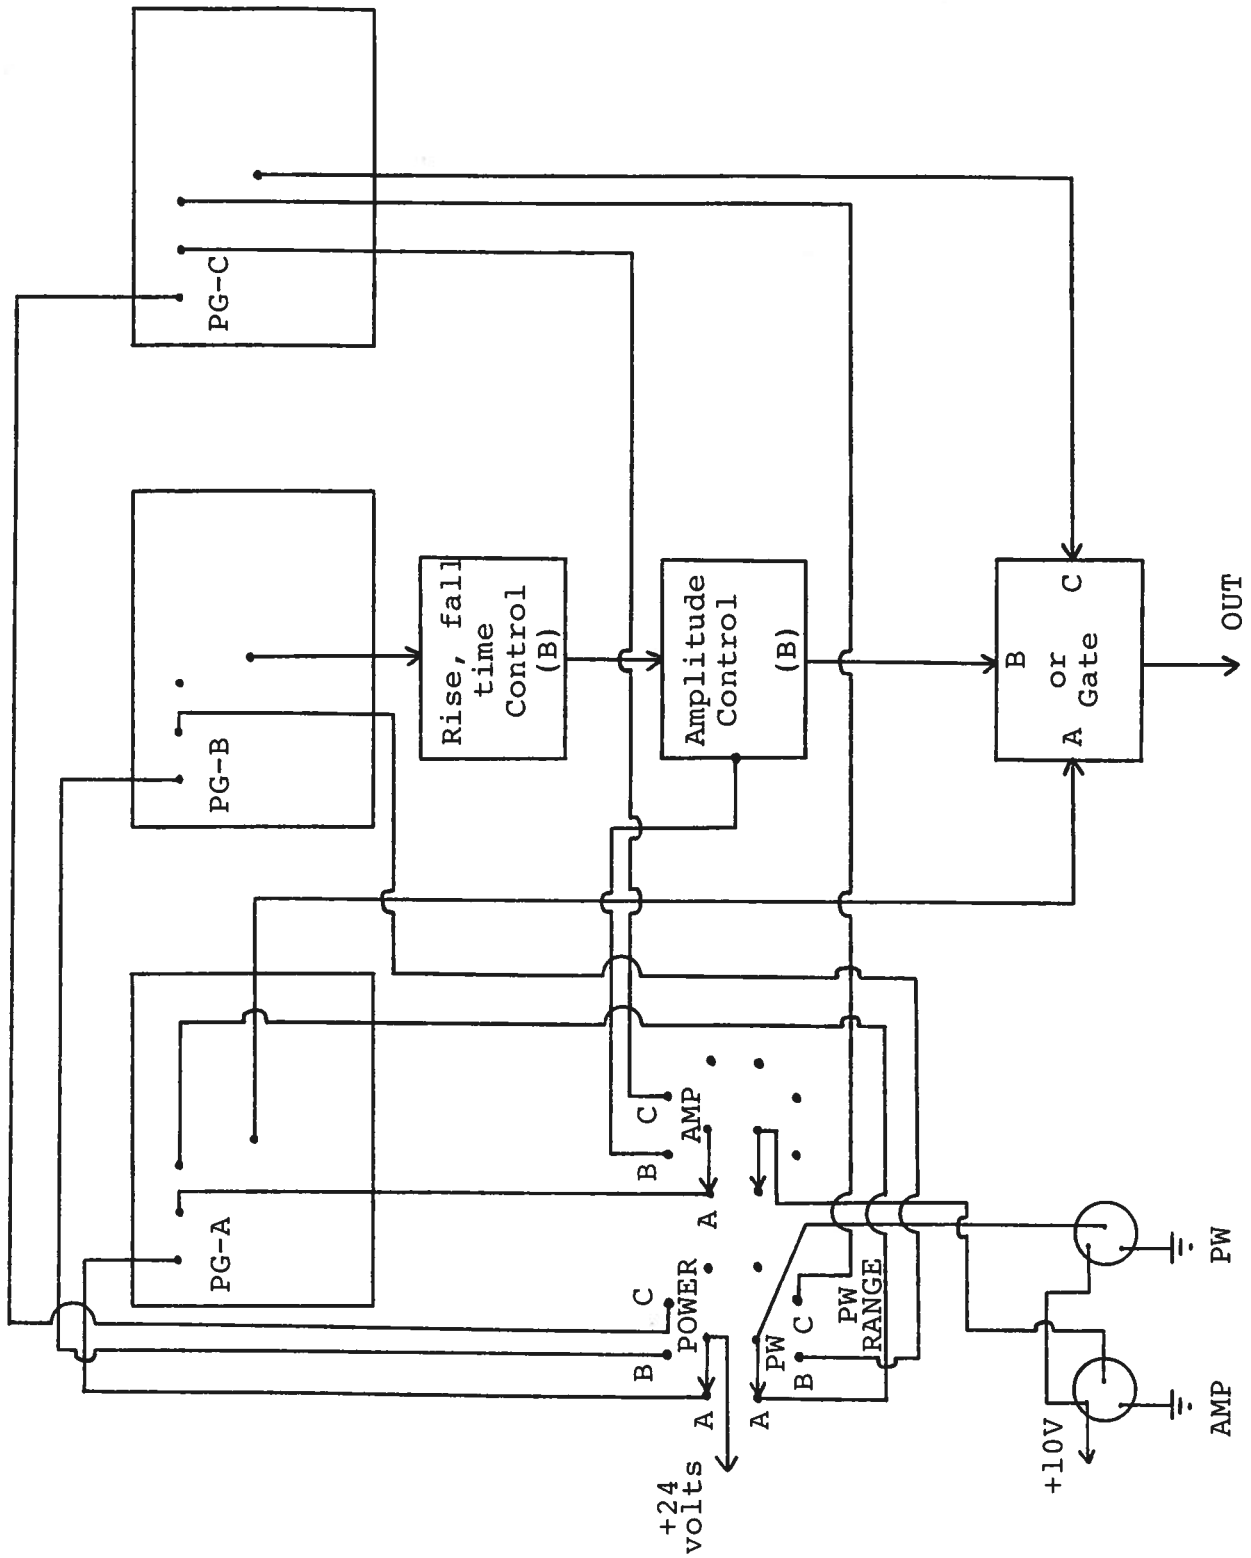 PG-A
PG-B
PG-C
Rise, fall
time
Control
(B)
B
C
POWER
A
B
C
AMP
A
+24
volts
A
PW
B
C
PW
RANGE
Amplitude
Control
(B)
B
or
Gate
A
C
+10V
AMP
PW
OUT